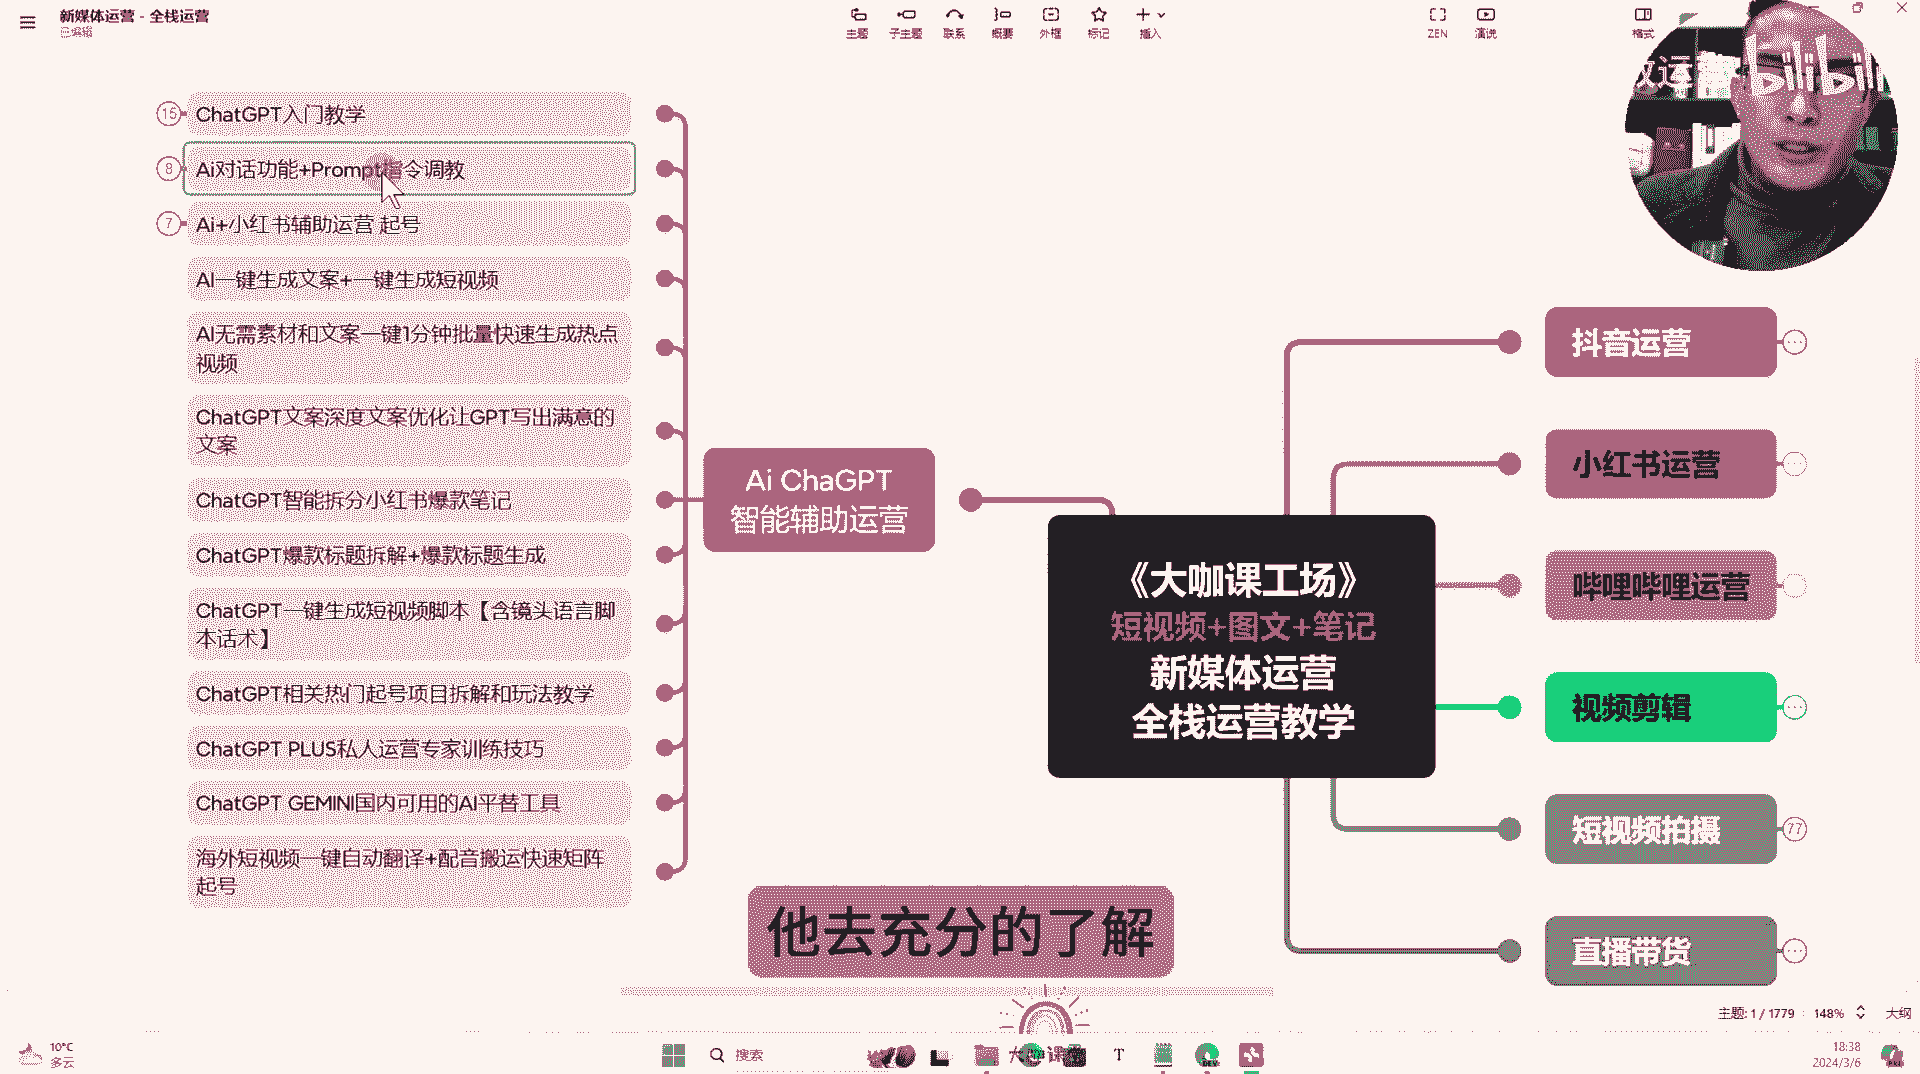 新媒体运营 - 全栈运营
已编辑
主题
子主题
联系
概要
外框
标记
插入
ZEN
演说
格式
bilibili
15
ChatGPT入门教学
8
Ai对话功能+Prompt指令调教
7
Ai+小红书辅助运营 起号
AI一键生成文案+一键生成短视频
AI无需素材和文案一键1分钟批量快速生成热点
视频
ChatGPT文案深度文案优化让GPT写出满意的
文案
ChatGPT智能拆分小红书爆款笔记
ChatGPT爆款标题拆解+爆款标题生成
ChatGPT一键生成短视频脚本【含镜头语言脚
本话术】
ChatGPT相关热门起号项目拆解和玩法教学
ChatGPT PLUS私人运营专家训练技巧
ChatGPT GEMINI国内可用的AI平替工具
海外短视频一键自动翻译+配音搬运快速矩阵
起号
Ai ChaGPT
智能辅助运营
《大咖课工场》
短视频+图文+笔记
新媒体运营
全栈运营教学
抖音运营
小红书运营
哔哩哔哩运营
视频剪辑
短视频拍摄
77
直播带货
他去充分的了解
主题: 1 / 1779
148%
大纲
10°C
多云
搜索
18:38
2024/3/6